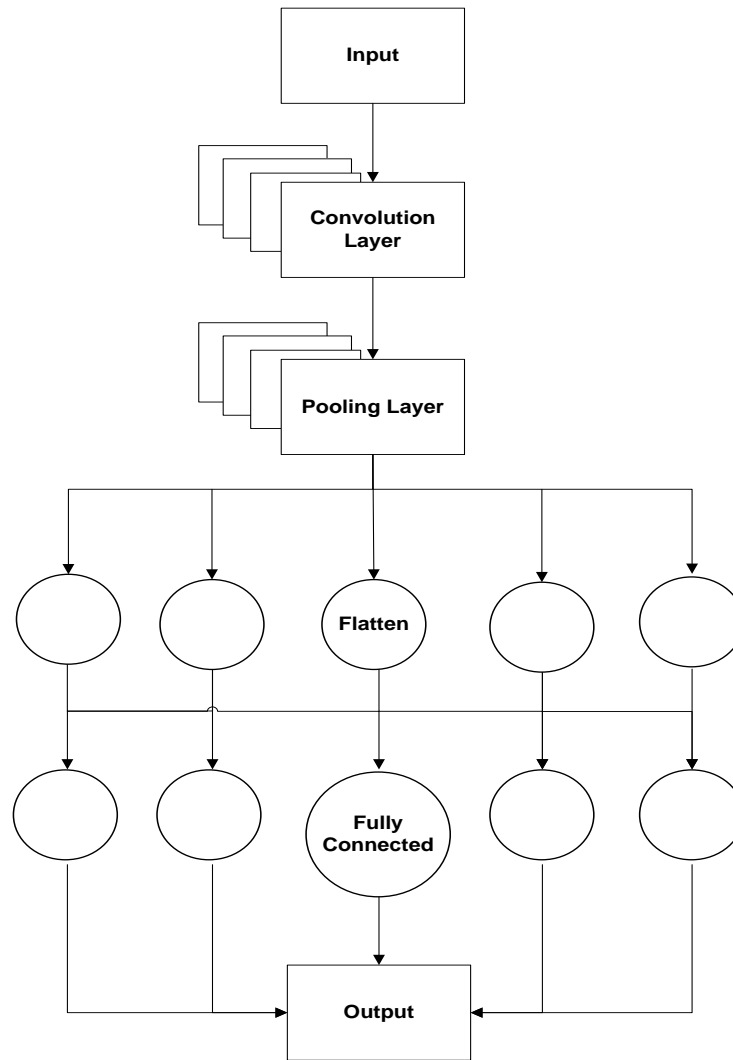 Input
Convolution
Layer
Pooling Layer
Flatten
Fully
Connected
Output